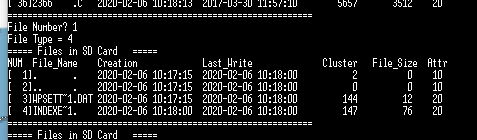 [ 36]2366 .C 2020-02-06 10:18:13 2017-03-30 11:57:10 5657 3512 20
==========================================================
File Number? 1
File Type = 4
===== Files in SD Card =====
NUM File_Name Creation Last_Write Cluster File_Size Attr
[ 1]. . 2020-02-06 10:17:15 2020-02-06 10:18:00 2 0 10
[ 2].. . 2020-02-06 10:17:15 2020-02-06 10:18:00 0 0 10
[ 3]WPSETT~1.DAT 2020-02-06 10:17:15 2020-02-06 10:18:00 144 12 20
[ 4]INDEXE~1. 2020-02-06 10:18:00 2020-02-06 10:18:00 147 76 20
==========================================================
===== Files in SD Card =====